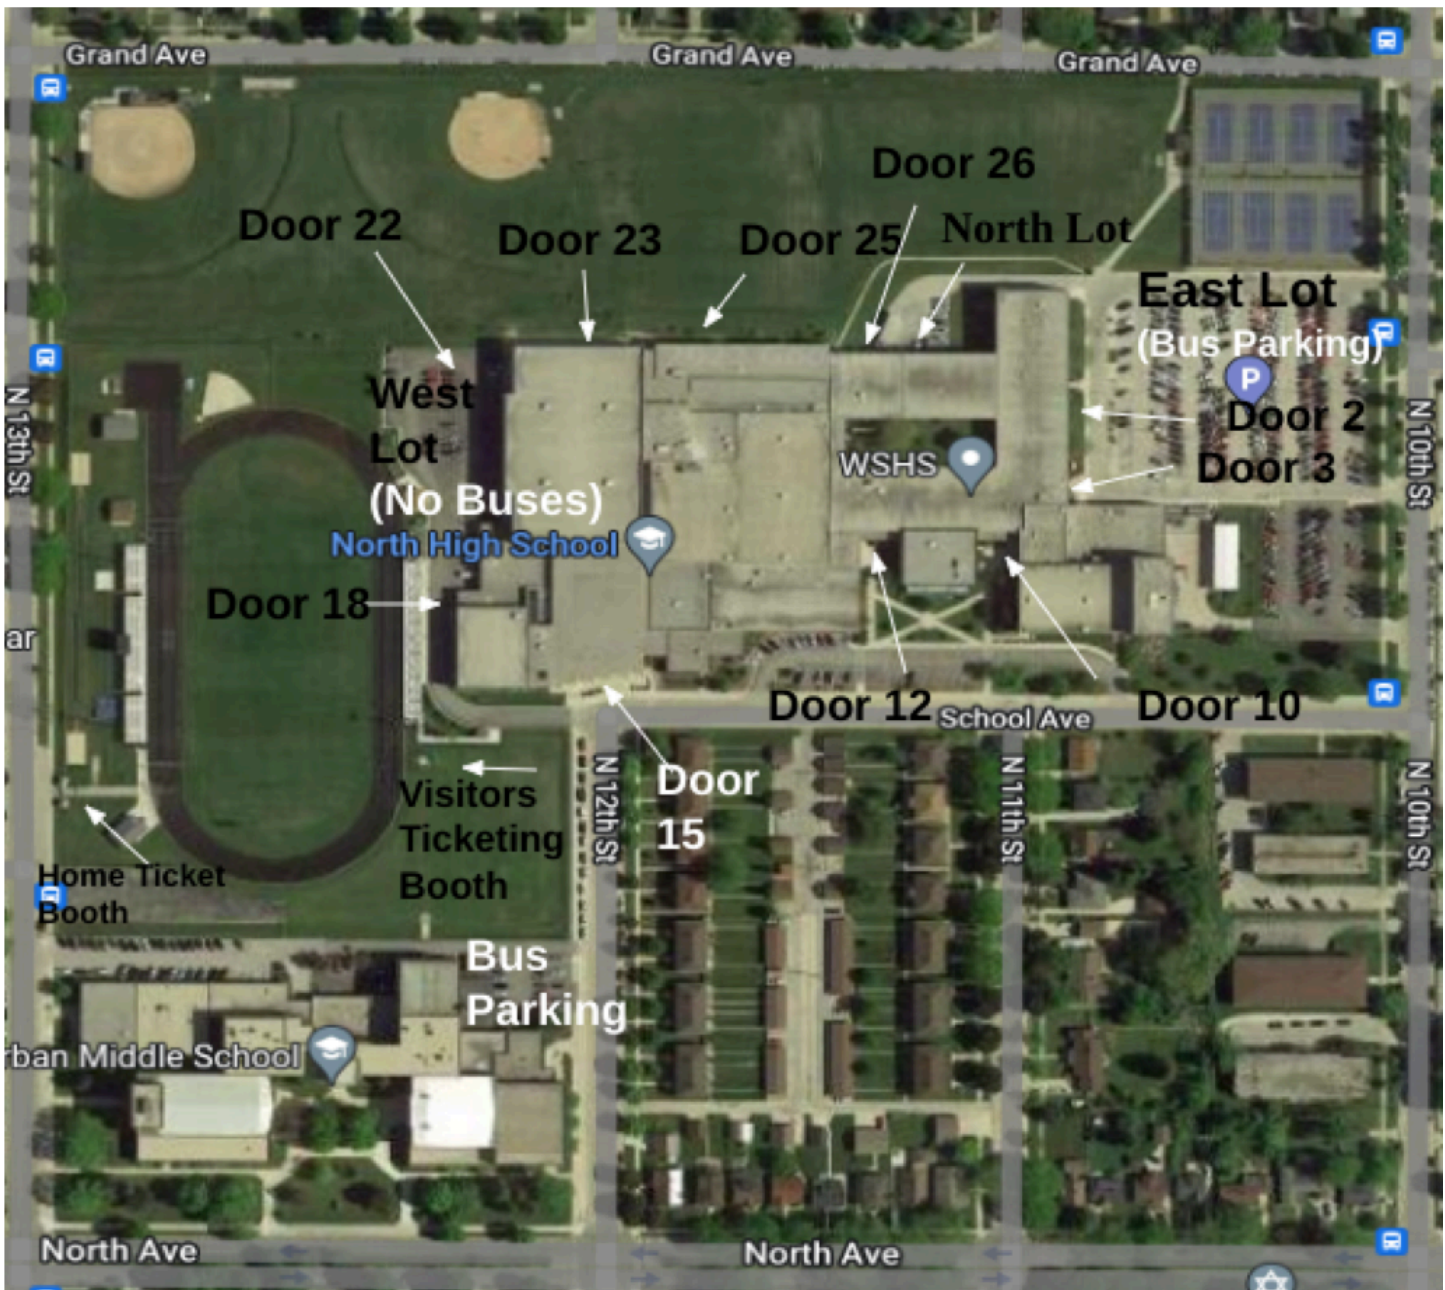 Grand Ave
Grand Ave
Grand Ave
Door 26
Door 22
Door 23
Door 25
North Lot
East Lot
(Bus Parking)
P
West
Lot
(No Buses)
Door 2
Door 3
WSHS
N 13th St
N 10th St
North High School
Door 18
ar
Door 12
School Ave
Door 10
Door
15
N 12th St
N 11th St
N 10th St
Visitors
Ticketing
Booth
Home Ticket
Booth
Bus
Parking
rban Middle School
North Ave
North Ave